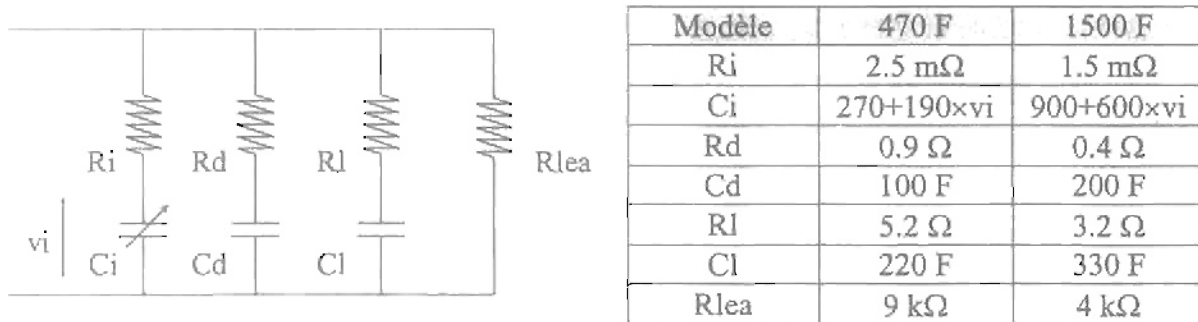 Ri
Rd
Rl
Rlea
vi
Ci
Cd
Cl
Modèle 470 F 1500 F
Ri 2.5 mΩ 1.5 mΩ
Ci 270+190×vi 900+600×vi
Rd 0.9 Ω 0.4 Ω
Cd 100 F 200 F
Rl 5.2 Ω 3.2 Ω
Cl 220 F 330 F
Rlea 9 kΩ 4 kΩ